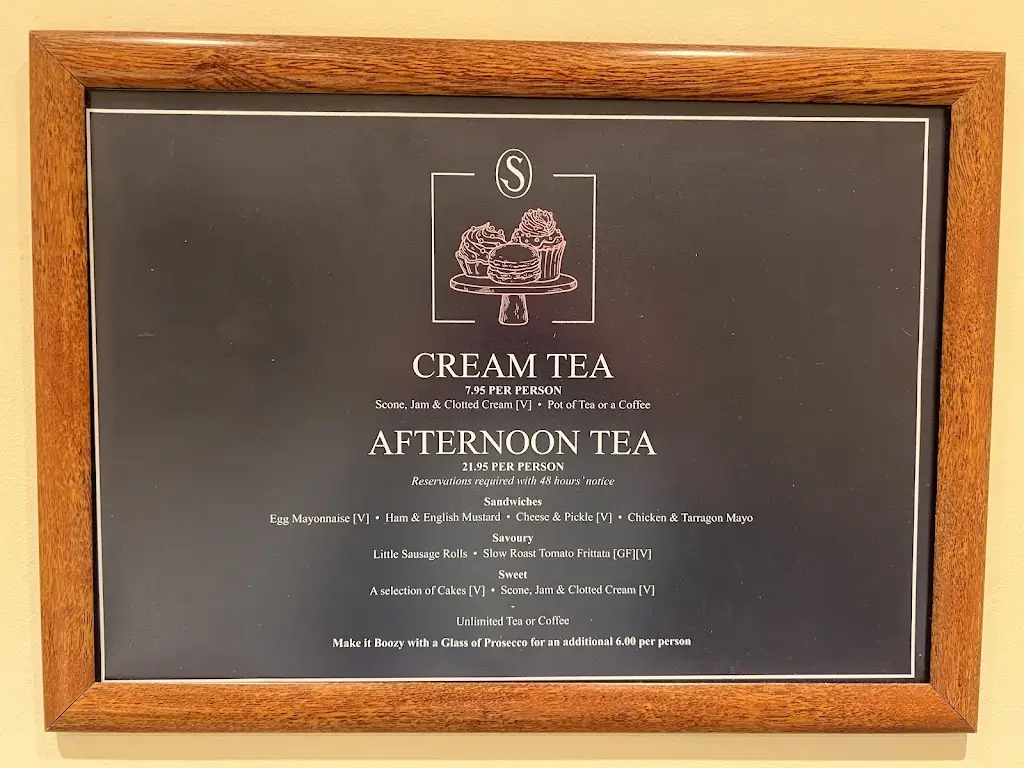 S
CREAM TEA
7.95 PER PERSON
Scone, Jam & Clotted Cream [V] • Pot of Tea or a Coffee
AFTERNOON TEA
21.95 PER PERSON
Reservations required with 48 hours' notice
Sandwiches
Egg Mayonnaise [V] • Ham & English Mustard • Cheese & Pickle [V] • Chicken & Tarragon Mayo
Savoury
Little Sausage Rolls • Slow Roast Tomato Frittata [GF][V]
Sweet
A selection of Cakes [V] • Scone, Jam & Clotted Cream [V]
-
Unlimited Tea or Coffee
Make it Boozy with a Glass of Prosecco for an additional 6.00 per person